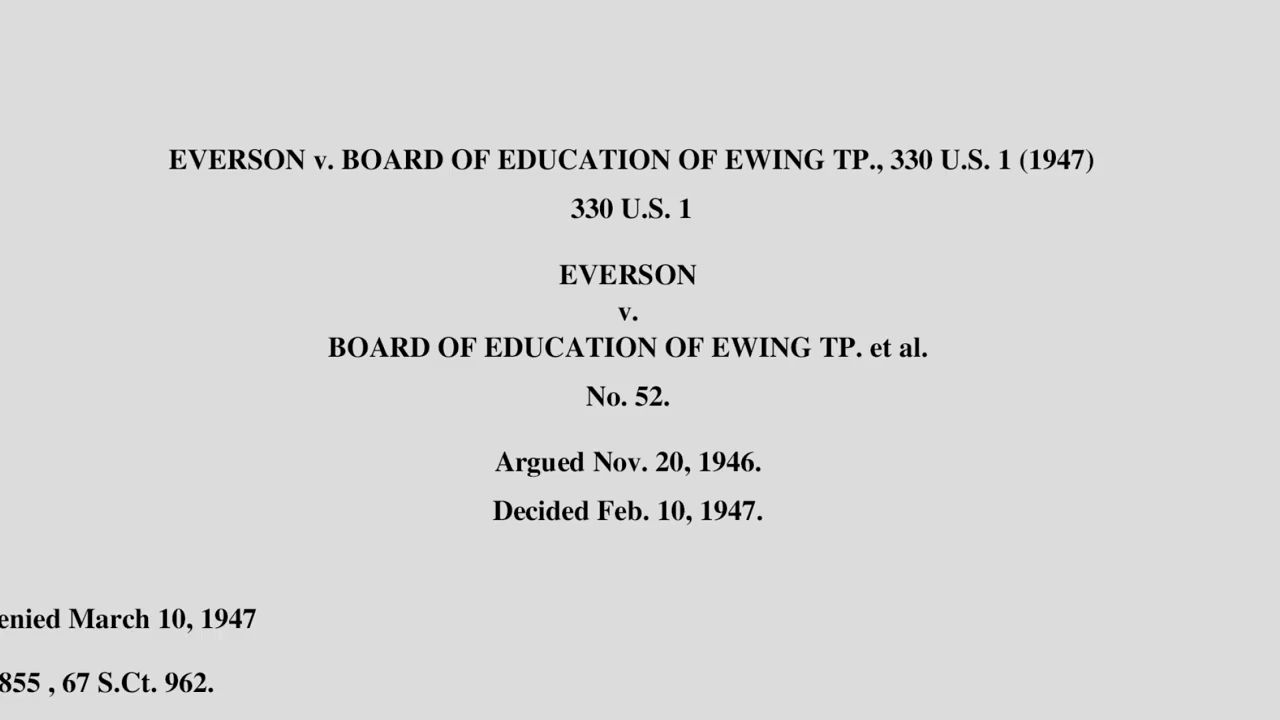 EVERSON v. BOARD OF EDUCATION OF EWING TP., 330 U.S. 1 (1947)
330 U.S. 1
EVERSON
v.
BOARD OF EDUCATION OF EWING TP. et al.
No. 52.
Argued Nov. 20, 1946.
Decided Feb. 10, 1947.
enied March 10, 1947
855 , 67 S.Ct. 962.